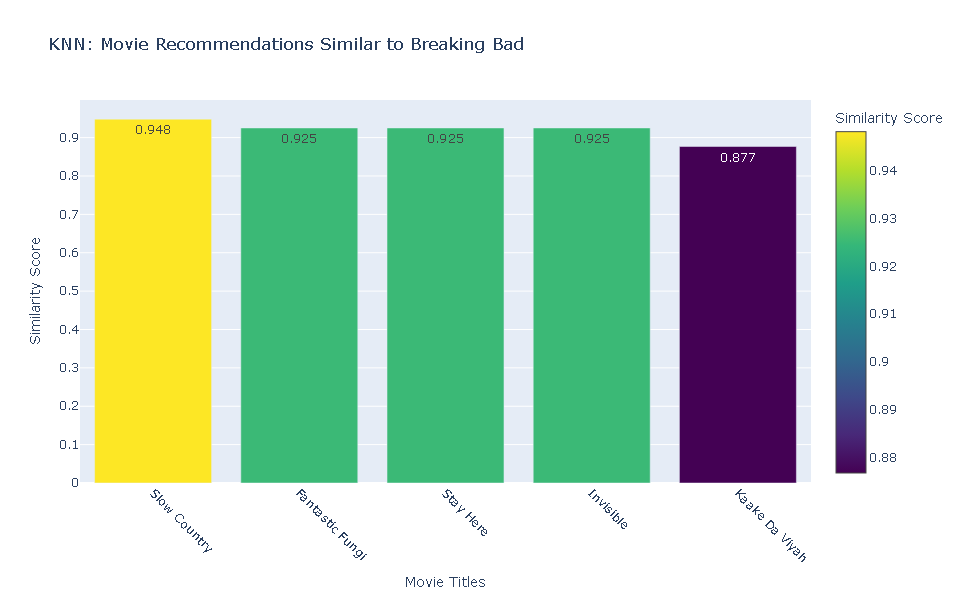 KNN: Movie Recommendations Similar to Breaking Bad
Similarity Score
0.9
0.8
0.7
0.6
0.5
0.4
0.3
0.2
0.1
0
0.948
0.925
0.925
0.925
0.877
Slow Country
Fantastic Fungi
Stay Here
Invisible
Kaake Da Viyah
Movie Titles
Similarity Score
0.94
0.93
0.92
0.91
0.9
0.89
0.88